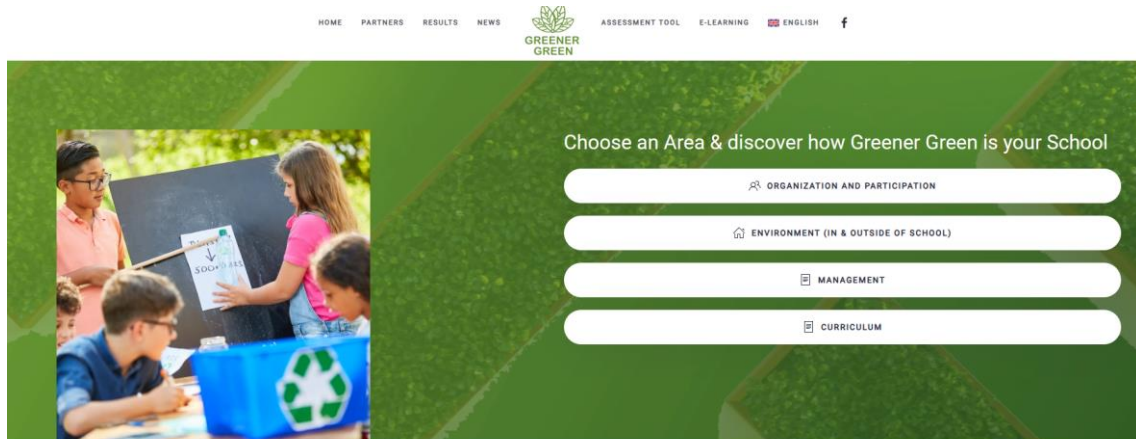 HOME PARTNERS RESULTS NEWS GREENER GREEN ASSESSMENT TOOL E-LEARNING ENGLISH f
Choose an Area & discover how Greener Green is your School
ORGANIZATION AND PARTICIPATION
ENVIRONMENT (IN & OUTSIDE OF SCHOOL)
MANAGEMENT
CURRICULUM